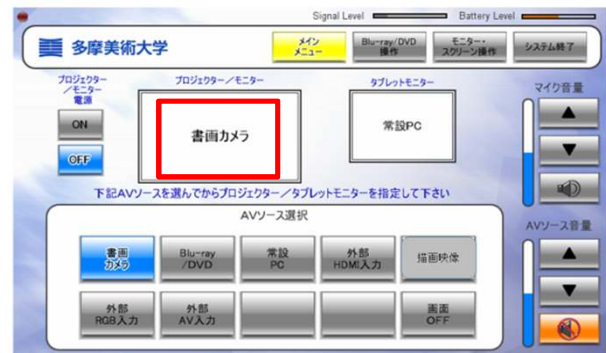 Signal Level
Battery Level
多摩美術大学
メイン
メニュー
Blu-ray/DVD
操作
モニター・
スクリーン操作
システム終了
プロジェクター
／モニター
電源
ON
OFF
プロジェクター／モニター
書画カメラ
タブレットモニター
常設PC
マイク音量
下記AVソースを選んでからプロジェクター／タブレットモニターを指定して下さい
AVソース選択
書画
カメラ
Blu-ray
/DVD
常設
PC
外部
HDMI入力
描画映像
外部
RGB入力
外部
AV入力
画面
OFF
AVソース音量